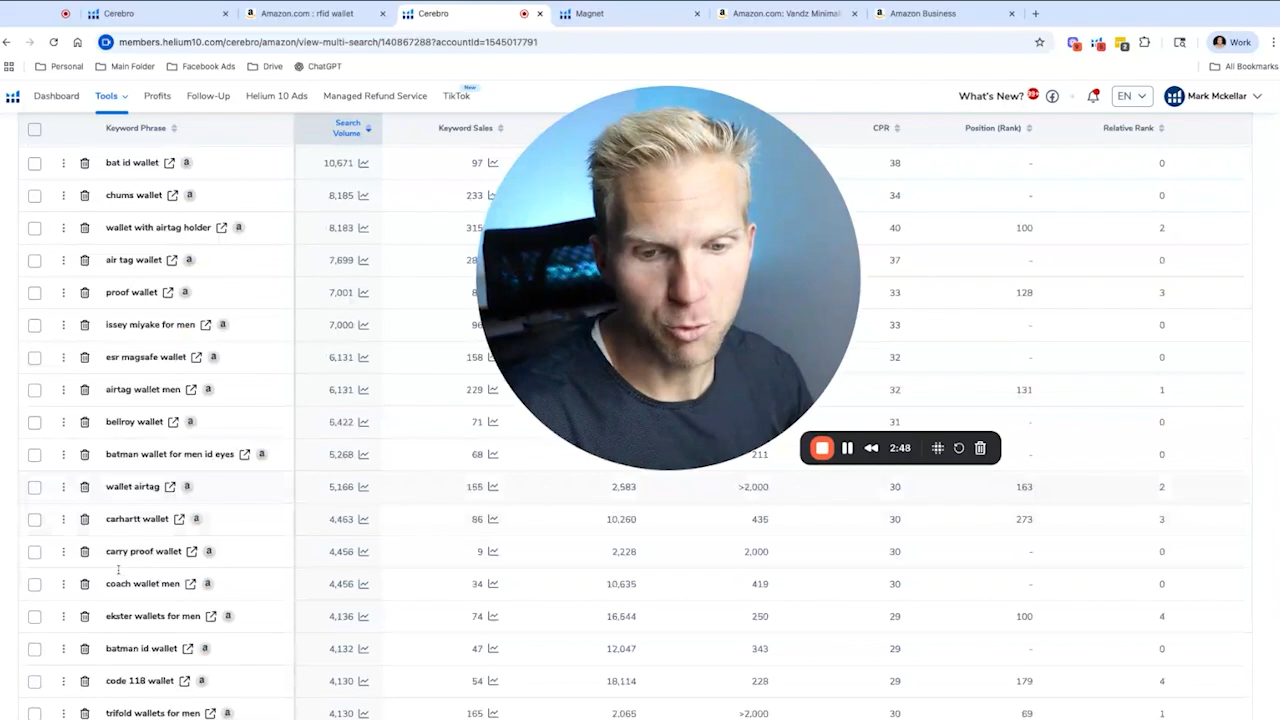 Cerebro
Amazon.com : rfid wallet
Cerebro
Magnet
Amazon.com: Vandz Minimali
Amazon Business
members.helium10.com/cerebro/amazon/view-multi-search/140867288?accountId=1545017791
Work
Personal
Main Folder
Facebook Ads
Drive
ChatGPT
All Bookmarks
Dashboard
Tools
Profits
Follow-Up
Helium 10 Ads
Managed Refund Service
TikTok
New
What's New?
EN
Mark Mckellar
Keyword Phrase
Search Volume
Keyword Sales
CPR
Position (Rank)
Relative Rank
bat id wallet 10,671 97 38 - 0
chums wallet 8,185 233 34 - 0
wallet with airtag holder 8,183 315 40 100 2
air tag wallet 7,699 28 37 - 0
proof wallet 7,001 33 128 3
issey miyake for men 7,000 96 33 - 0
esr magsafe wallet 6,131 158 32 - 0
airtag wallet men 6,131 229 32 131 1
bellroy wallet 5,422 71 31 - 0
batman wallet for men id eyes 5,268 68 211 - 0
wallet airtag 5,166 155 2,583 >2,000 30 163 2
carhartt wallet 4,463 86 10,260 435 30 273 3
carry proof wallet 4,456 9 2,228 2,000 30 - 0
coach wallet men 4,456 34 10,635 419 30 - 0
ekster wallets for men 4,136 74 16,544 250 29 100 4
batman id wallet 4,132 47 12,047 343 29 - 0
code 118 wallet 4,130 54 18,114 228 29 179 4
trifold wallets for men 4,130 165 2,065 >2,000 30 69 1
2:48